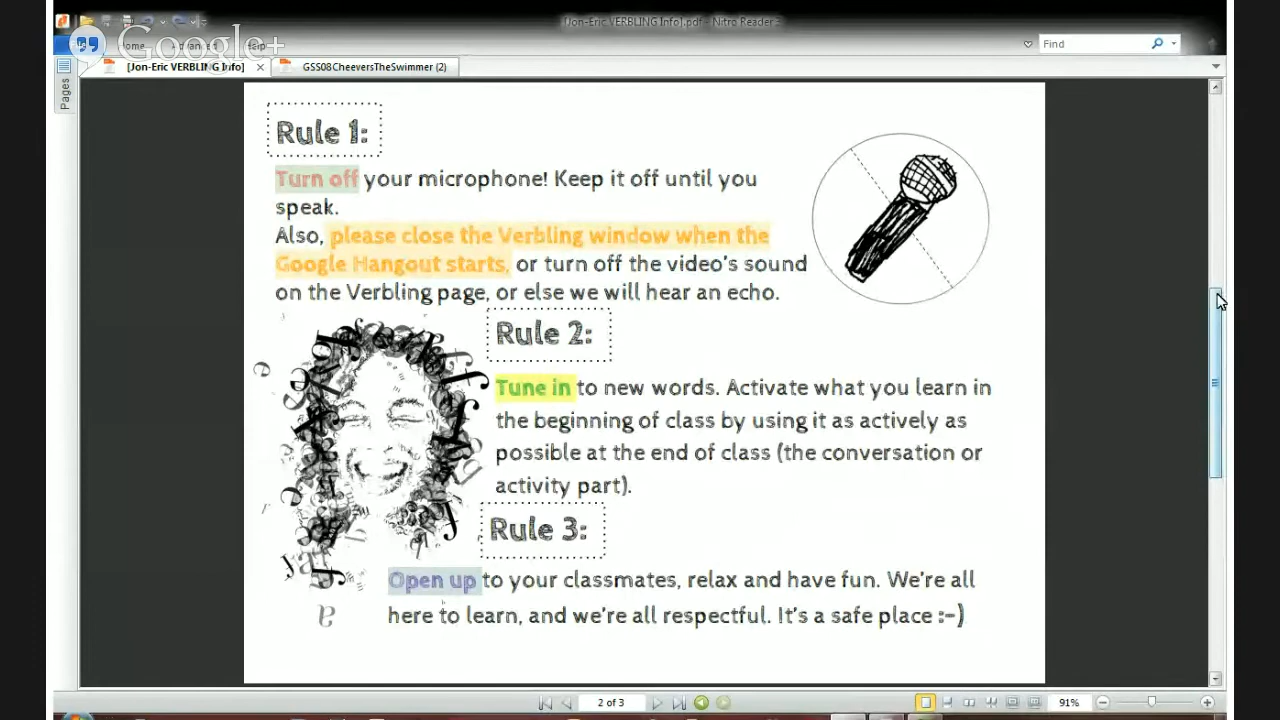 [Jon-Eric VERBLING Info].pdf - Nitro Reader 3
Google+
Home
Help
Find
Pages
[Jon-Eric VERBLING Info]
GSS08CheeversTheSwimmer (2)
Rule 1:
Turn off your microphone! Keep it off until you
speak.
Also, please close the Verbling window when the
Google Hangout starts, or turn off the video's sound
on the Verbling page, or else we will hear an echo.
Rule 2:
Tune in to new words. Activate what you learn in
the beginning of class by using it as actively as
possible at the end of class (the conversation or
activity part).
Rule 3:
Open up to your classmates, relax and have fun. We're all
here to learn, and we're all respectful. It's a safe place :-)
2 of 3
91%